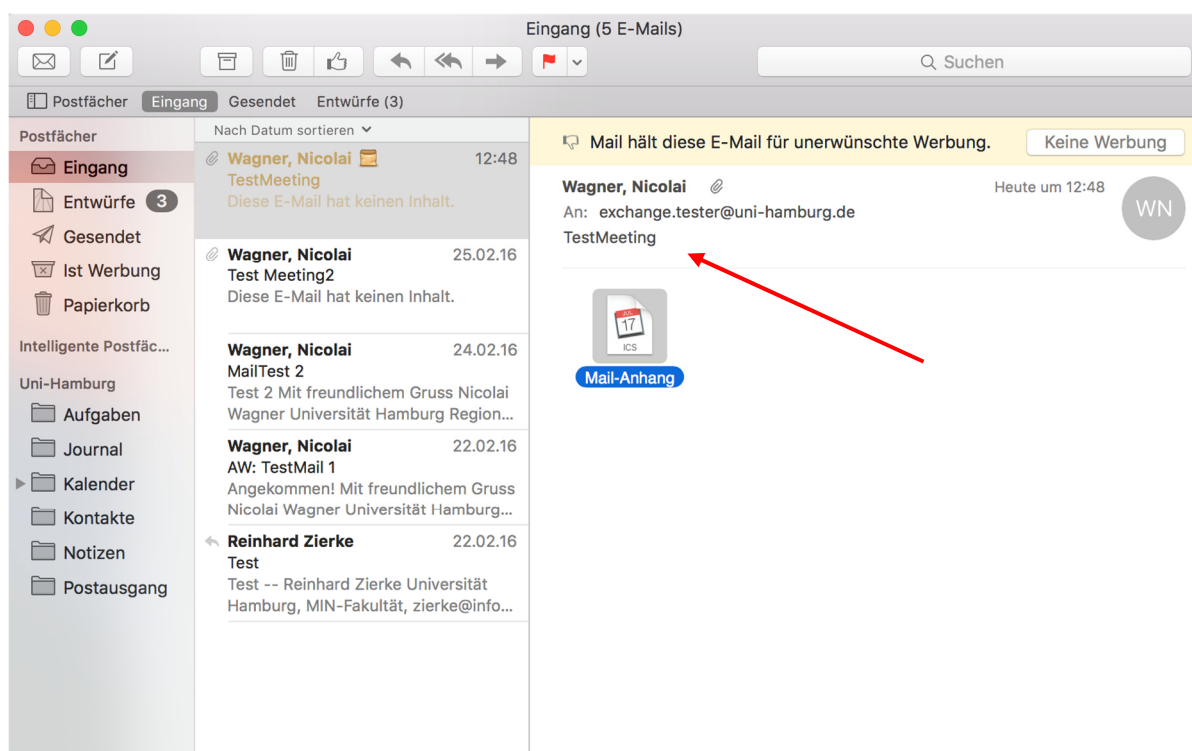 Eingang (5 E-Mails)
Suchen
Postfächer Eingang Gesendet Entwürfe (3)
Postfächer
Eingang
Entwürfe 3
Gesendet
Ist Werbung
Papierkorb
Intelligente Postfäc...
Uni-Hamburg
Aufgaben
Journal
Kalender
Kontakte
Notizen
Postausgang
Nach Datum sortieren
Wagner, Nicolai 12:48
TestMeeting
Diese E-Mail hat keinen Inhalt.
Wagner, Nicolai 25.02.16
Test Meeting2
Diese E-Mail hat keinen Inhalt.
Wagner, Nicolai 24.02.16
MailTest 2
Test 2 Mit freundlichem Gruss Nicolai
Wagner Universität Hamburg Region...
Wagner, Nicolai 22.02.16
AW: TestMail 1
Angekommen! Mit freundlichem Gruss
Nicolai Wagner Universität Hamburg...
Reinhard Zierke 22.02.16
Test
Test -- Reinhard Zierke Universität
Hamburg, MIN-Fakultät, zierke@info...
Mail hält diese E-Mail für unerwünschte Werbung. Keine Werbung
Wagner, Nicolai Heute um 12:48
WN
An: exchange.tester@uni-hamburg.de
TestMeeting
JUL
17
ICS
Mail-Anhang